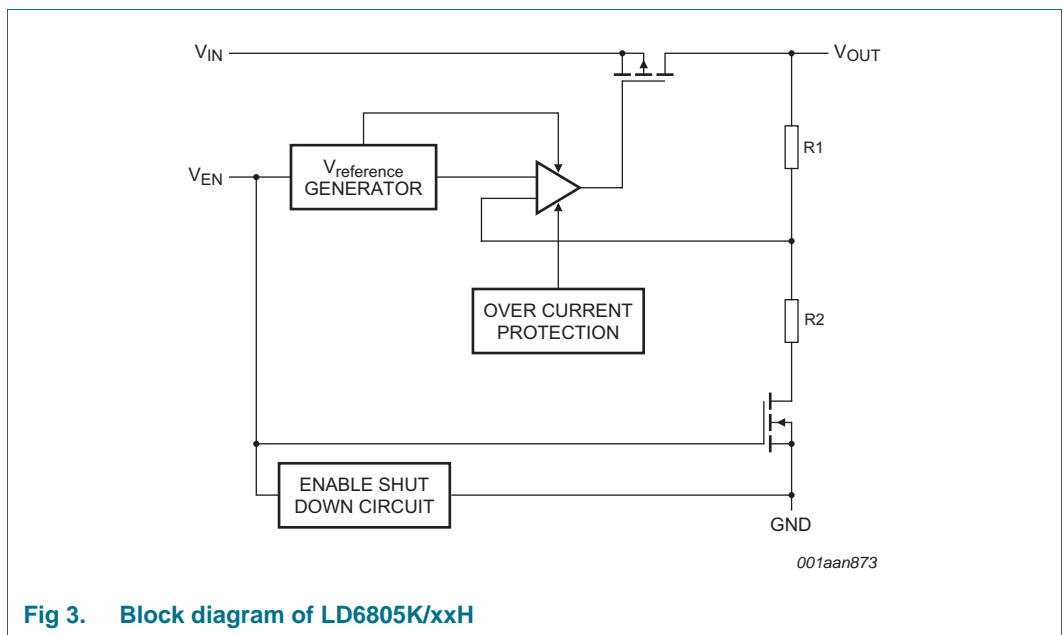 VIN
VOUT
R1
VEN
Vreference
GENERATOR
OVER CURRENT
PROTECTION
R2
ENABLE SHUT
DOWN CIRCUIT
GND
001aan873
Fig 3. Block diagram of LD6805K/xxH